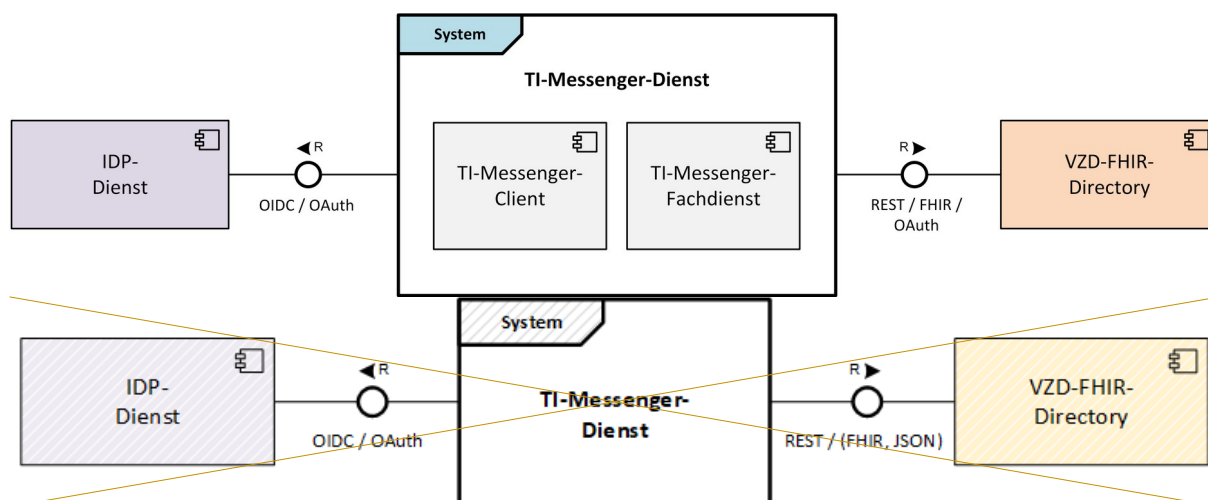 System
TI-Messenger-Dienst
IDP-
Dienst
R
OIDC / OAuth
TI-Messenger-
Client
TI-Messenger-
Fachdienst
R
REST / FHIR /
OAuth
VZD-FHIR-
Directory
System
IDP-
Dienst
R
OIDC / OAuth
TI-Messenger-
Dienst
R
REST / (FHIR, JSON)
VZD-FHIR-
Directory